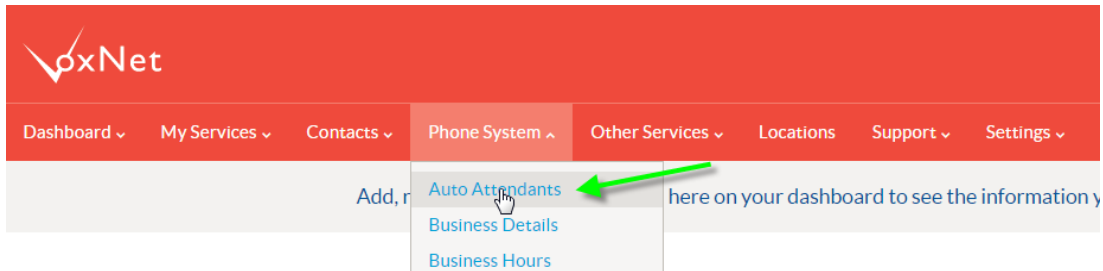 VoxNet
Dashboard My Services Contacts Phone System Other Services Locations Support Settings
Add, here on your dashboard to see the information
Auto Attendants
Business Details
Business Hours